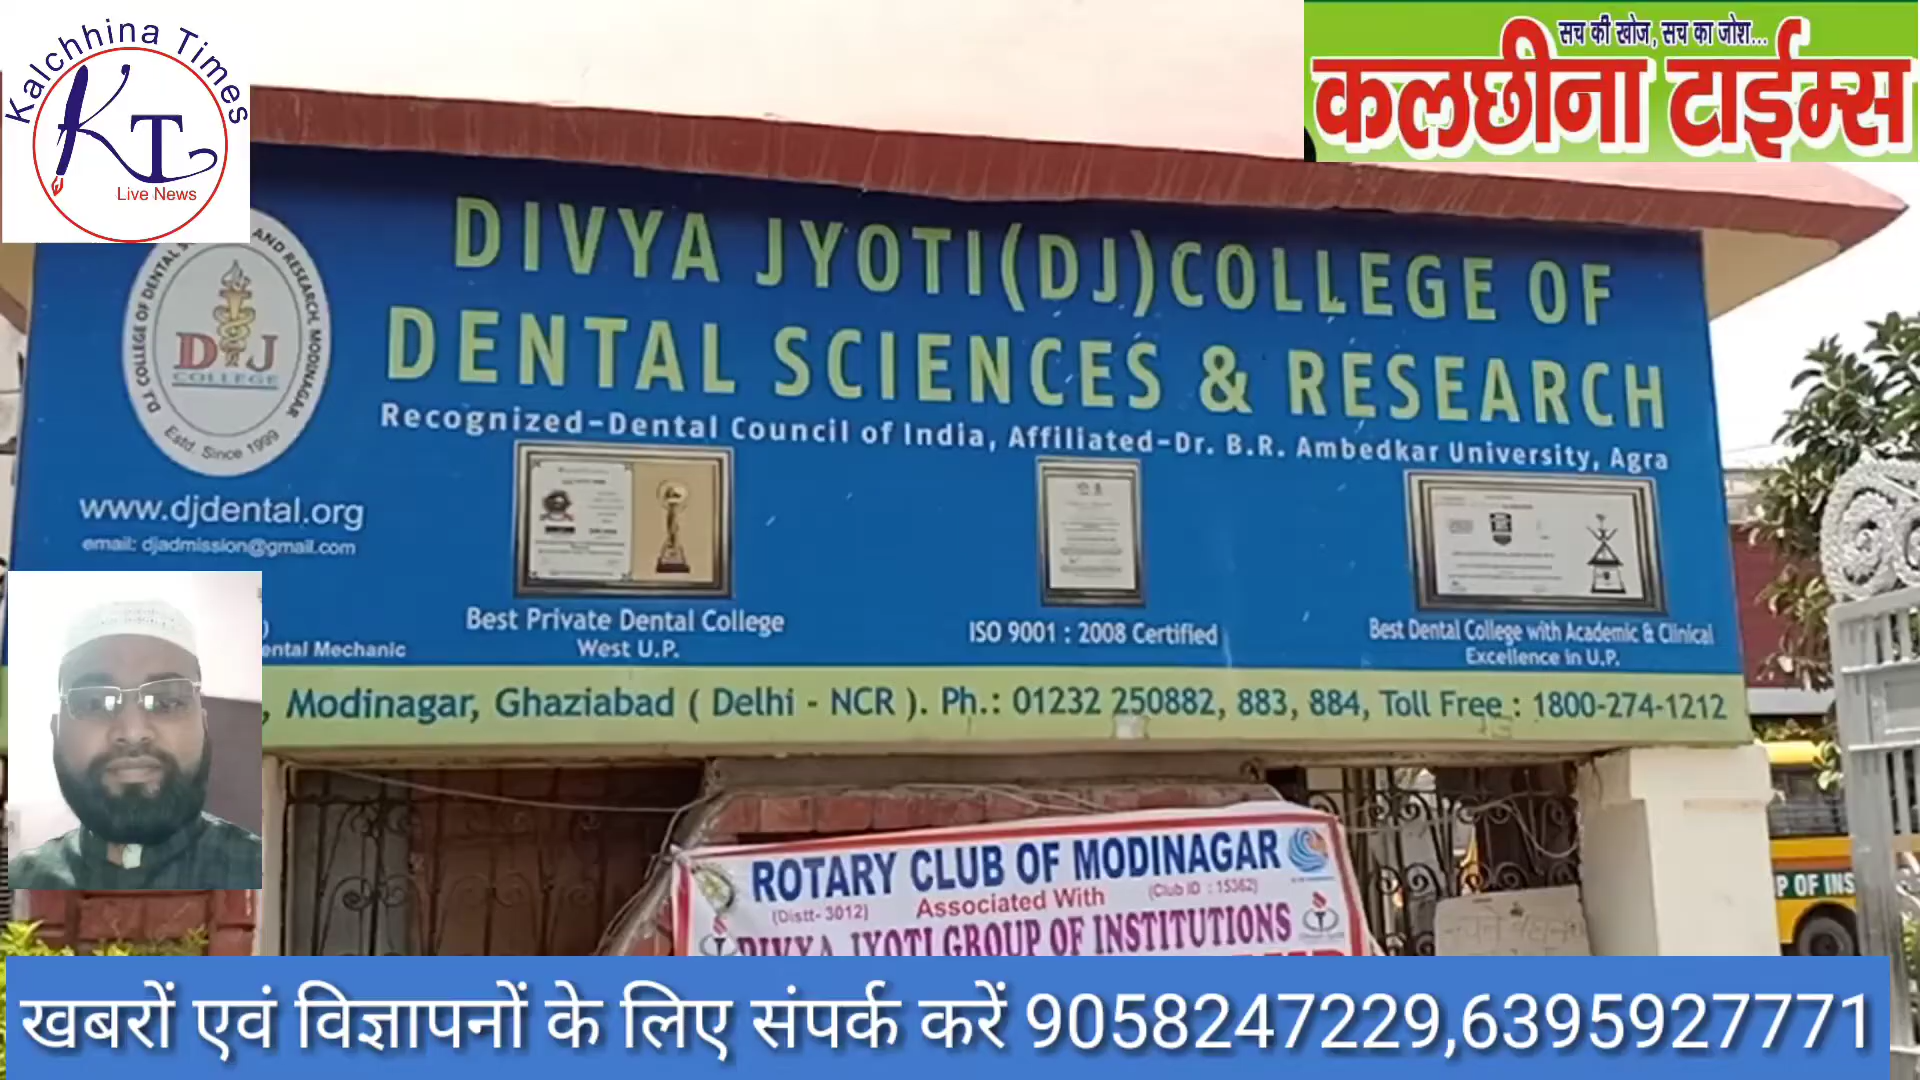 Kalchhina Times
KT
Live News
सच की खोज, सच का जोश...
कलछीना टाईम्स
DIVYA JYOTI(DJ)COLLEGE OF
DENTAL SCIENCES & RESEARCH
Recognized-Dental Council of India, Affiliated-Dr. B.R. Ambedkar University, Agra
D.J. COLLEGE OF DENTAL AND RESEARCH, MODINAGAR
DJ
COLLEGE
Estd. Since 1999
www.djdental.org
email: djadmission@gmail.com
Best Private Dental College
West U.P.
ISO 9001 : 2008 Certified
Best Dental College with Academic & Clinical
Excellence in U.P.
)
ental Mechanic
, Modinagar, Ghaziabad ( Delhi - NCR ). Ph.: 01232 250882, 883, 884, Toll Free : 1800-274-1212
ROTARY CLUB OF MODINAGAR
(Distt- 3012) Associated With (Club ID : 15362)
DIVYA JYOTI GROUP OF INSTITUTIONS
P OF INS
खबरों एवं विज्ञापनों के लिए संपर्क करें 9058247229,6395927771